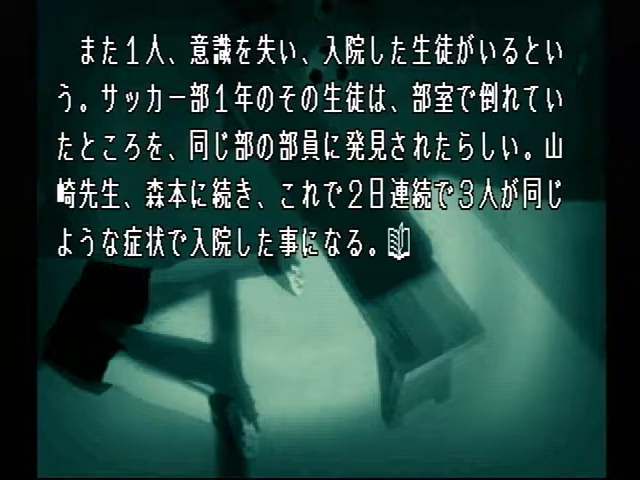 また１人、意識を失い、入院した生徒がいるとい
う。サッカー部１年のその生徒は、部室で倒れてい
たところを、同じ部の部員に発見されたらしい。山
崎先生、森本に続き、これで２日連続で３人が同じ
ような症状で入院した事になる。